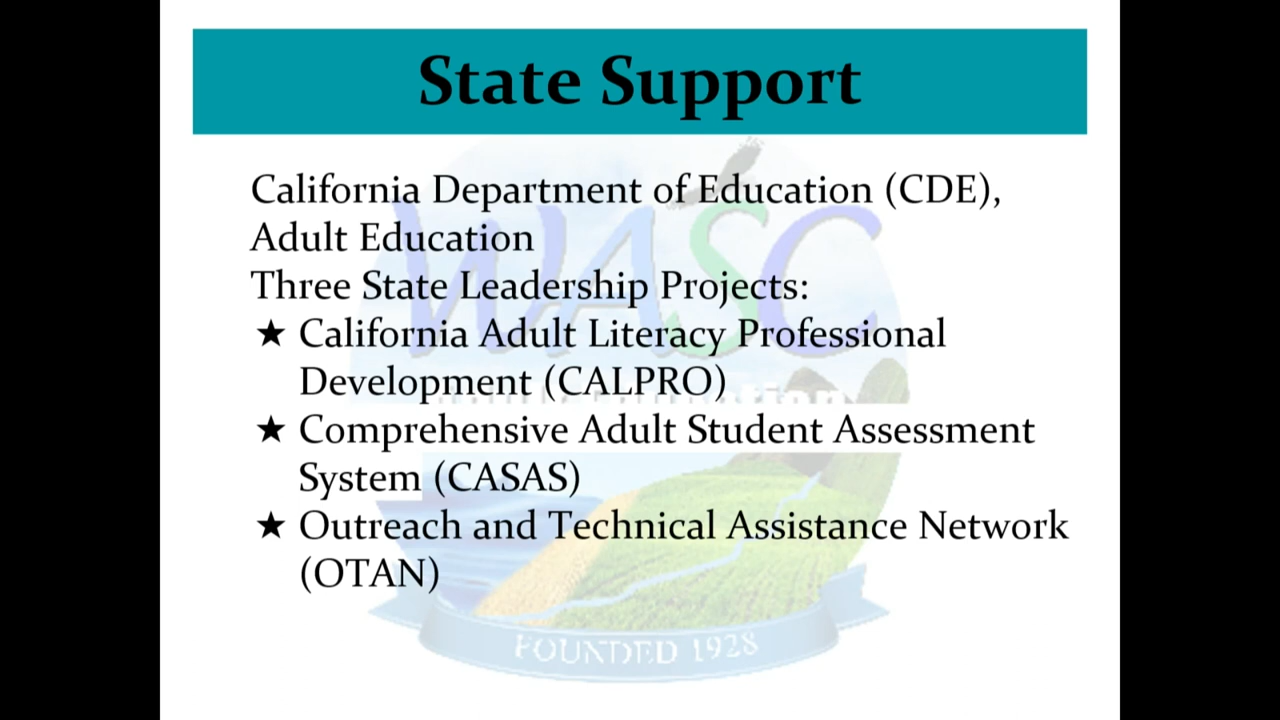 State Support
California Department of Education (CDE),
Adult Education
Three State Leadership Projects:
★ California Adult Literacy Professional
Development (CALPRO)
★ Comprehensive Adult Student Assessment
System (CASAS)
★ Outreach and Technical Assistance Network
(OTAN)
WASC
FOUNDED 1928